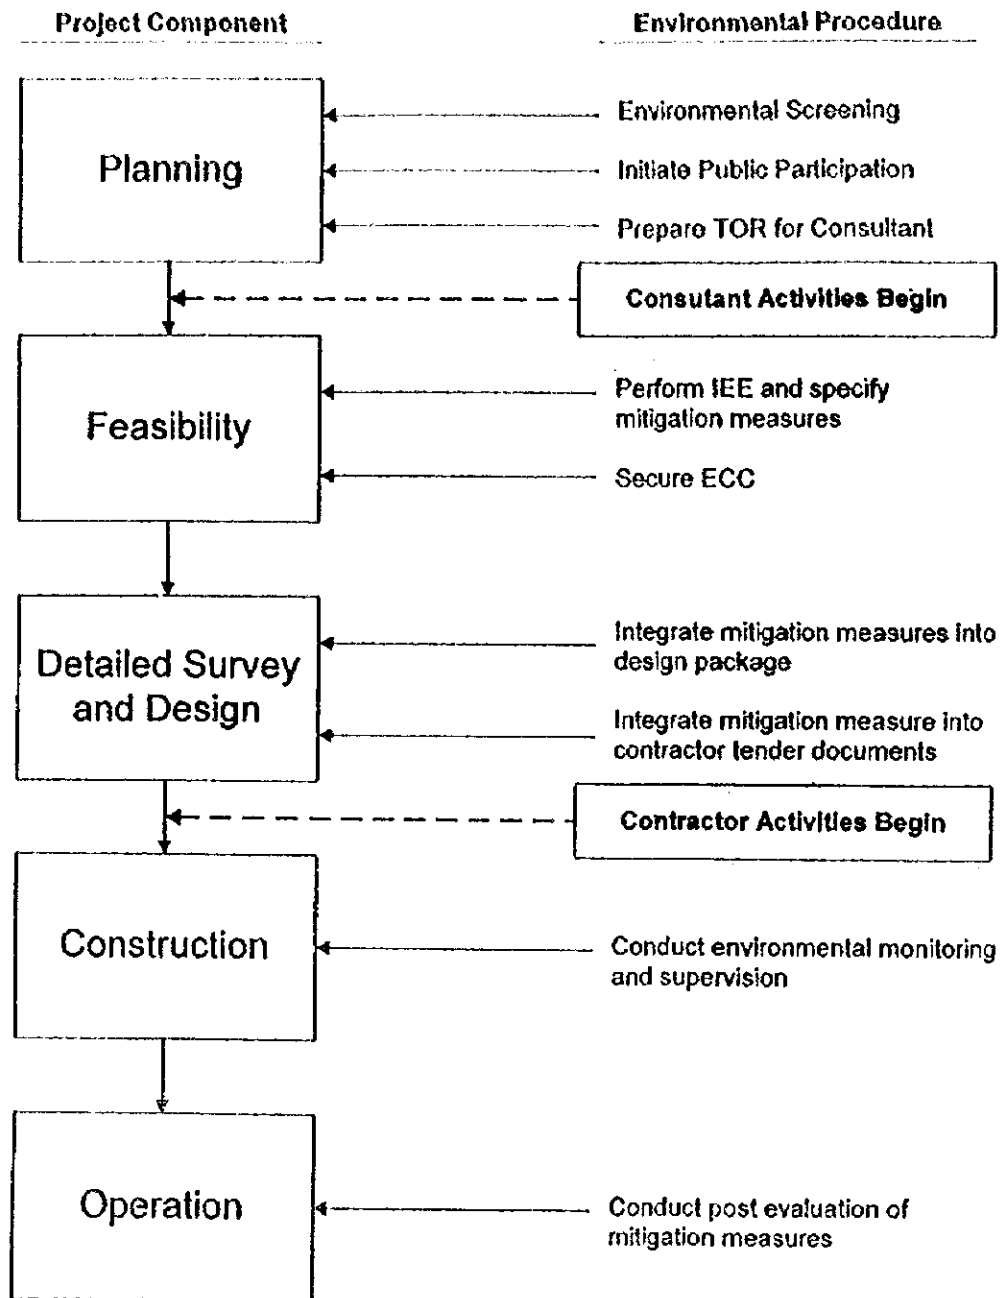 Project Component
Environmental Procedure
Planning
Environmental Screening
Initiate Public Participation
Preparo TOR for Consultant
Consutant Activities Begin
Feasibility
Perform IEE and specify
mitigation measures
Secure ECC
Detailed Survey
and Design
Integrate mitigation measures into
design package
Integrate mitigation measure into
contractor tender documents
Contractor Activities Begin
Construction
Conduct environmental monitoring
and supervision
Operation
Conduct post evaluation of
mitigation measures